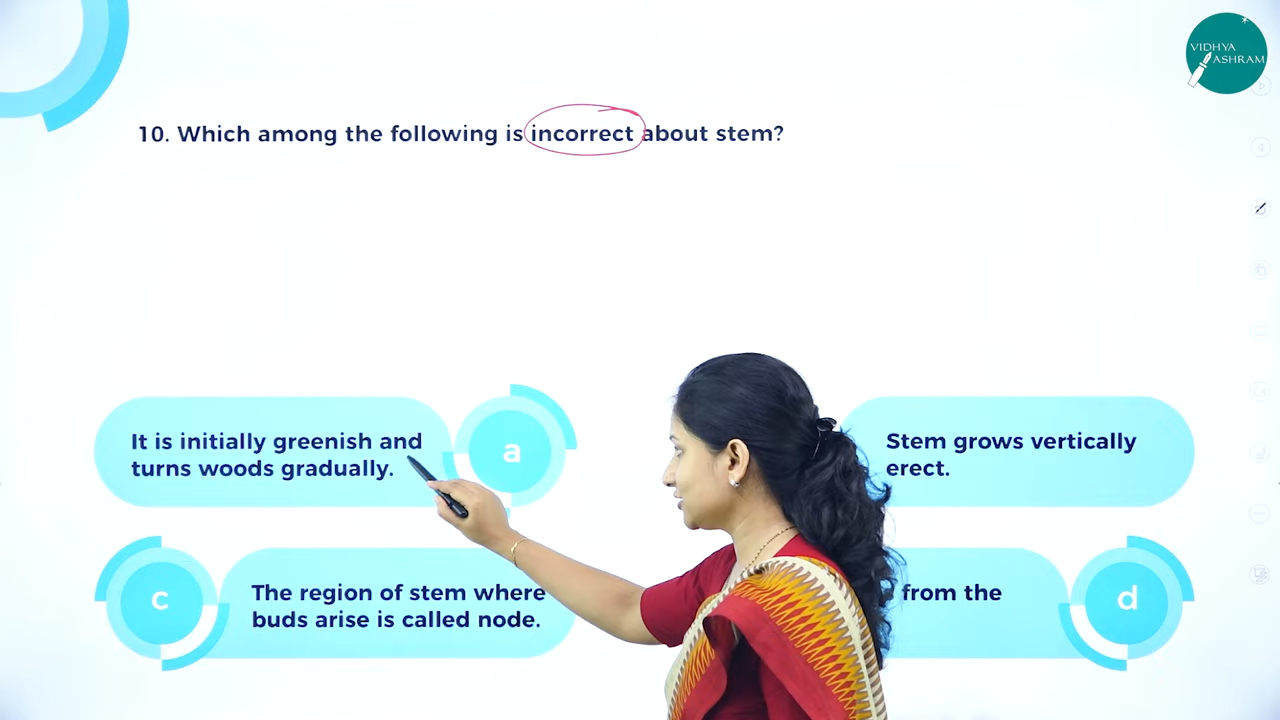 VIDHYA
ASHRAM
10. Which among the following is incorrect about stem?
It is initially greenish and
turns woods gradually.
a
Stem grows vertically
erect.
c
The region of stem where
buds arise is called node.
from the
d